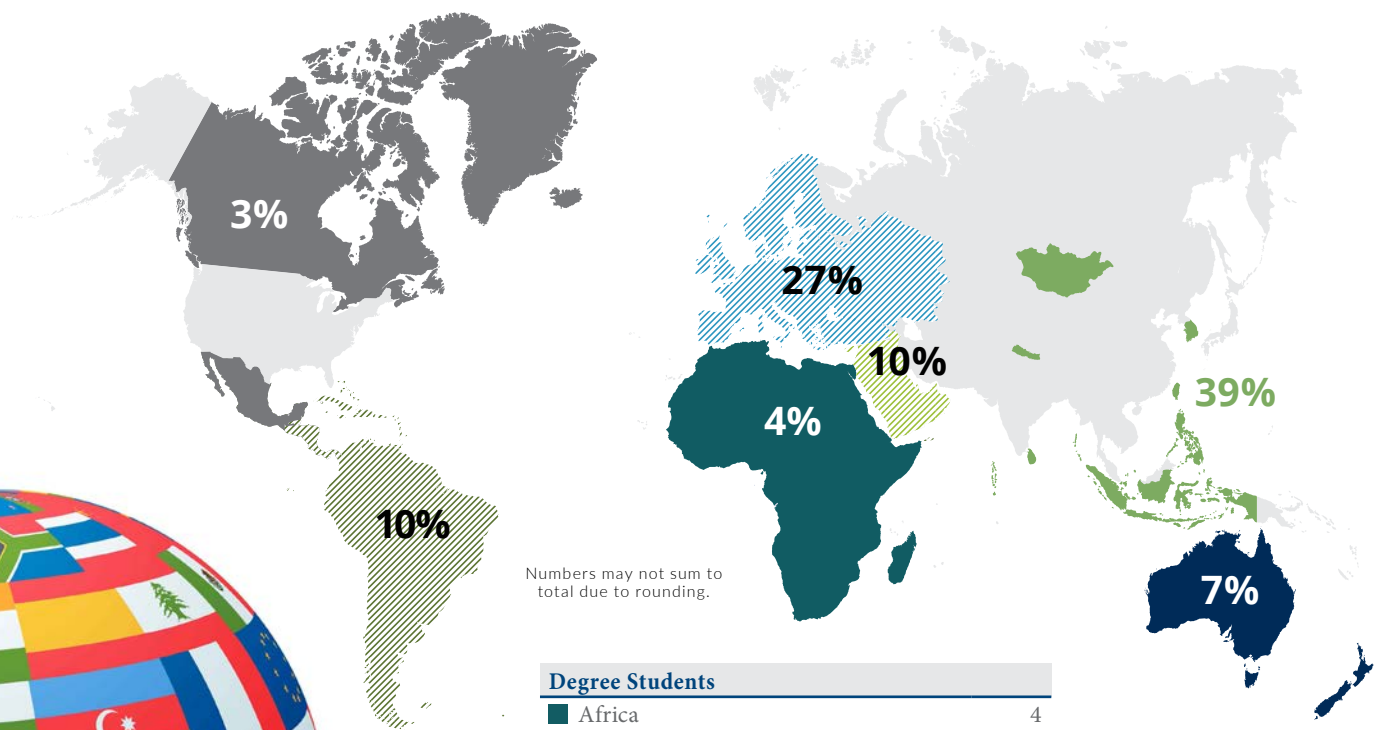 3%
27%
10%
39%
4%
10%
Numbers may not sum to
total due to rounding.
7%
Degree Students
Africa 4